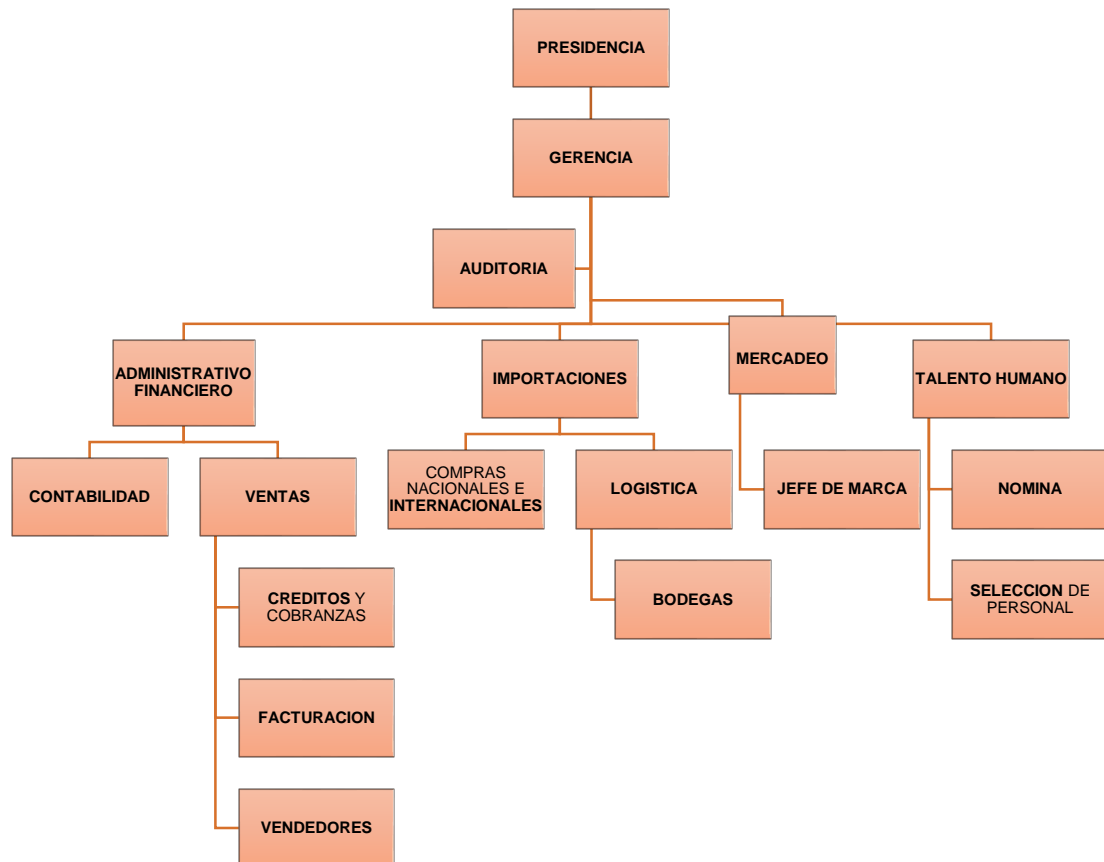 PRESIDENCIA
GERENCIA
AUDITORIA
ADMINISTRATIVO
FINANCIERO
IMPORTACIONES
MERCADEO
TALENTO HUMANO
CONTABILIDAD
VENTAS
COMPRAS
NACIONALES E
INTERNACIONALES
LOGISTICA
JEFE DE MARCA
NOMINA
CREDITOS Y
COBRANZAS
BODEGAS
SELECCION DE
PERSONAL
FACTURACION
VENDEDORES